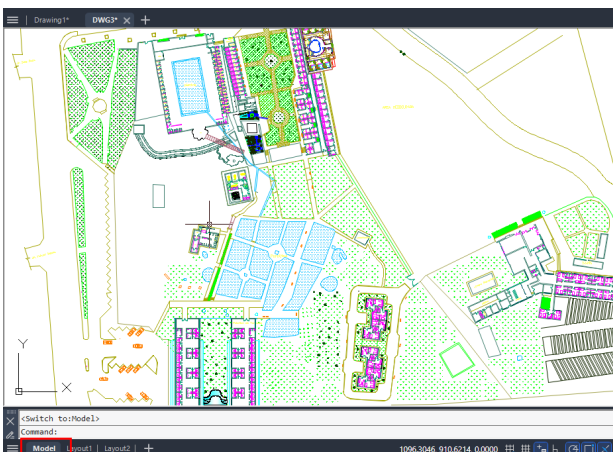 Drawing1* DWG3*
Y
X
<Switch to:Model>
Command:
Model Layout1 Layout2
1096.3046, 910.6214, 0.0000